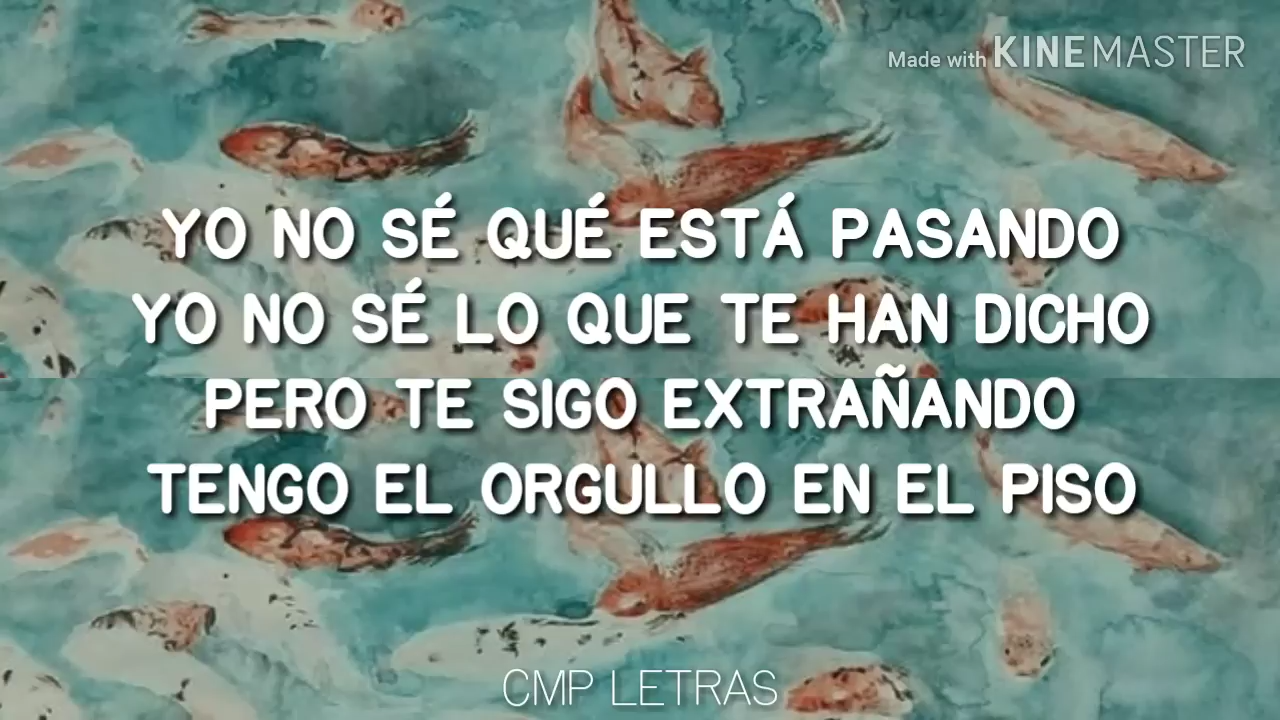 Made with KINEMASTER
YO NO SÉ QUÉ ESTÁ PASANDO
YO NO SÉ LO QUE TE HAN DICHO
PERO TE SIGO EXTRAÑANDO
TENGO EL ORGULLO EN EL PISO
CMP LETRAS